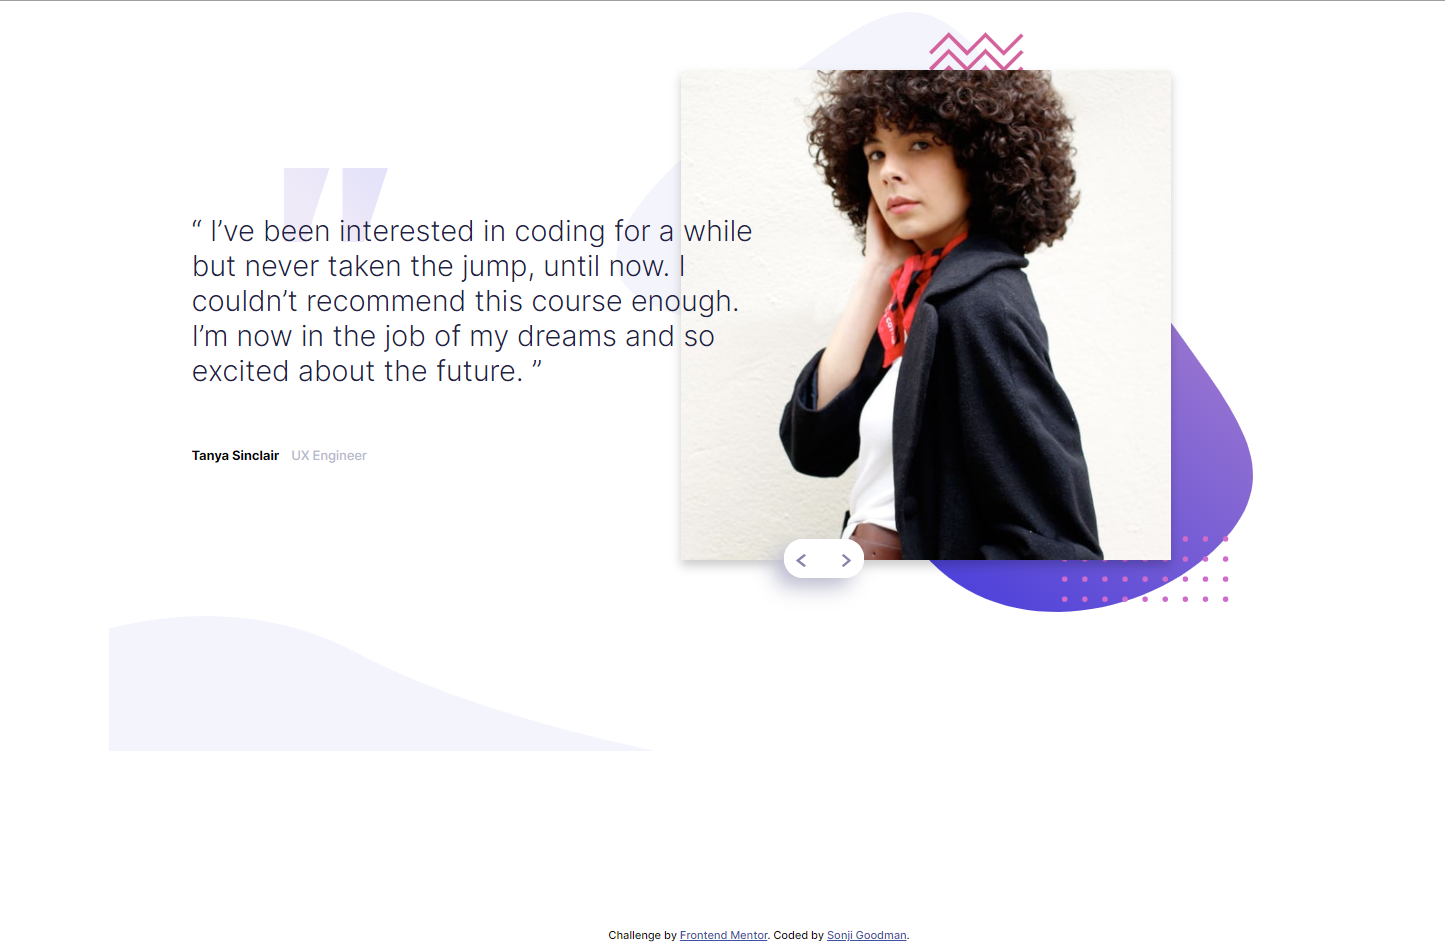 “ I’ve been interested in coding for a while
but never taken the jump, until now. I
couldn’t recommend this course enough.
I’m now in the job of my dreams and so
excited about the future. ”
Tanya Sinclair UX Engineer
Challenge by Frontend Mentor. Coded by Sonji Goodman.